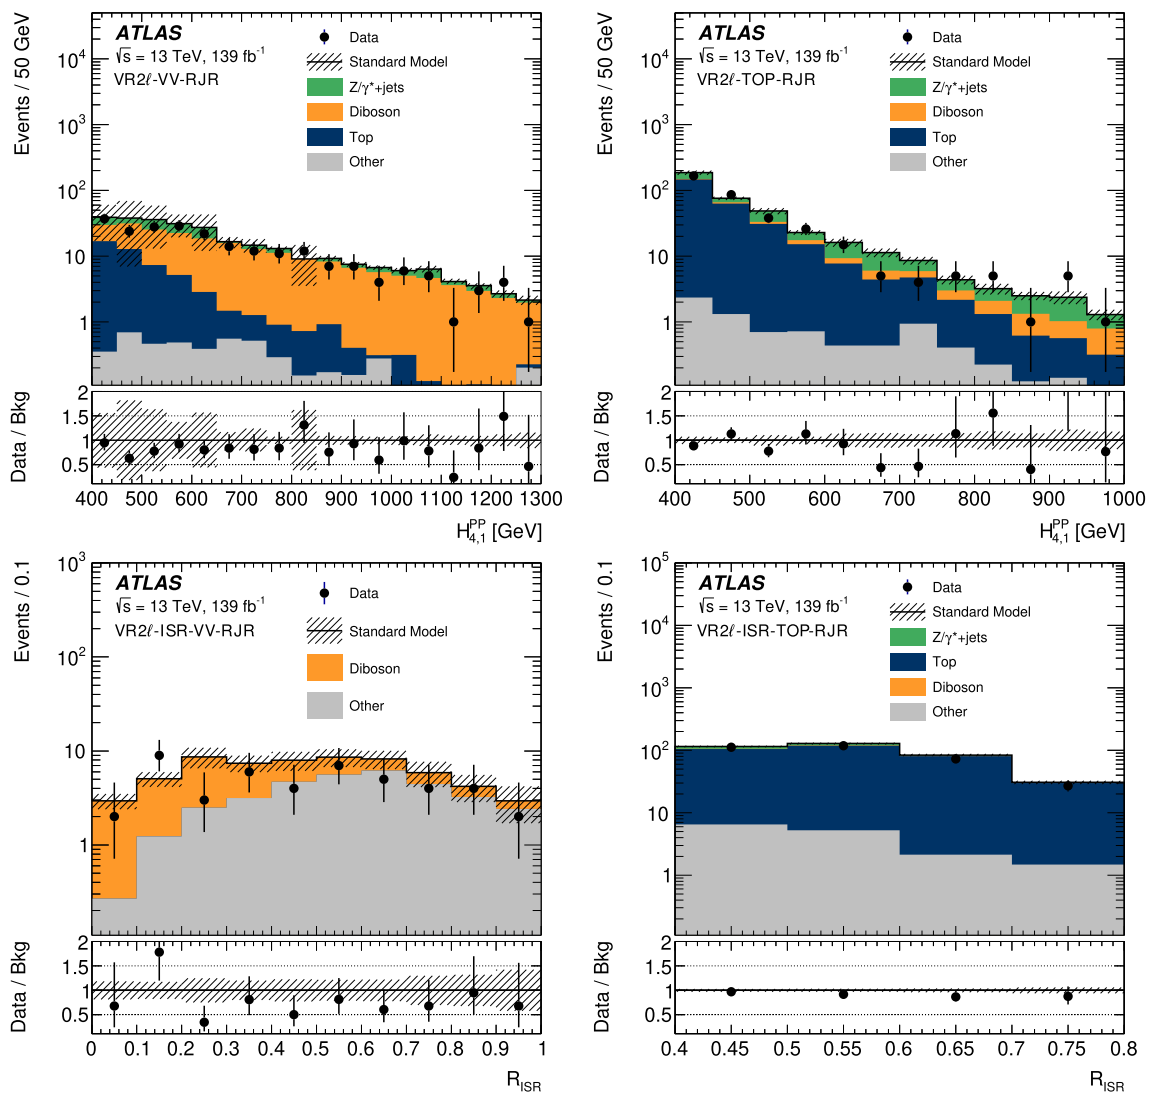 Events / 50 GeV
10⁴
10³
10²
10
1
ATLAS
√s = 13 TeV, 139 fb⁻¹
VR2ℓ-VV-RJR
Data
Standard Model
Z/γ*+jets
Diboson
Top
Other
Data / Bkg
2
1.5
1
0.5
400 500 600 700 800 900 1000 1100 1200 1300
H₄,₁ᴾᴾ [GeV]
Events / 50 GeV
10⁴
10³
10²
10
1
ATLAS
√s = 13 TeV, 139 fb⁻¹
VR2ℓ-TOP-RJR
Data
Standard Model
Z/γ*+jets
Diboson
Top
Other
Data / Bkg
2
1.5
1
0.5
400 500 600 700 800 900 1000
H₄,₁ᴾᴾ [GeV]
Events / 0.1
10³
10²
10
1
ATLAS
√s = 13 TeV, 139 fb⁻¹
VR2ℓ-ISR-VV-RJR
Data
Standard Model
Diboson
Other
Data / Bkg
2
1.5
1
0.5
0 0.1 0.2 0.3 0.4 0.5 0.6 0.7 0.8 0.9 1
R_ISR
Events / 0.1
10⁵
10⁴
10³
10²
10
1
ATLAS
√s = 13 TeV, 139 fb⁻¹
VR2ℓ-ISR-TOP-RJR
Data
Standard Model
Z/γ*+jets
Top
Diboson
Other
Data / Bkg
2
1.5
1
0.5
0.4 0.45 0.5 0.55 0.6 0.65 0.7 0.75 0.8
R_ISR